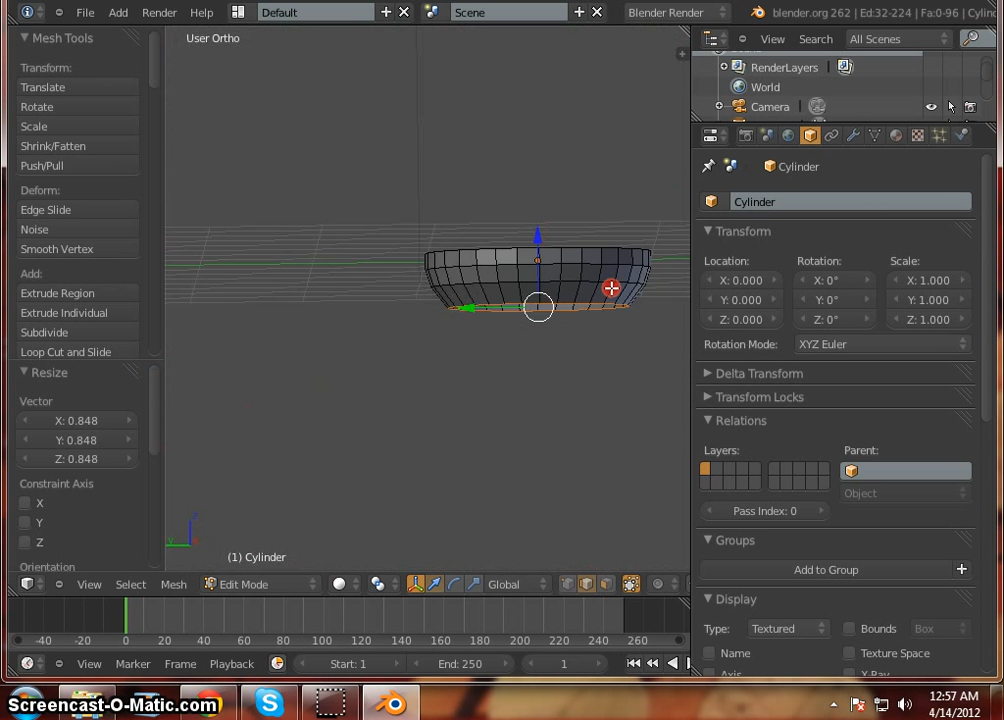 File Add Render Help Default Scene Blender Render blender.org 262 | Ed:32-224 | Fa:0-96 | Cylin
Mesh Tools
Transform:
Translate
Rotate
Scale
Shrink/Fatten
Push/Pull
Deform:
Edge Slide
Noise
Smooth Vertex
Add:
Extrude Region
Extrude Individual
Subdivide
Loop Cut and Slide
Resize
Vector
X: 0.848
Y: 0.848
Z: 0.848
Constraint Axis
X
Y
Z
Orientation
User Ortho
(1) Cylinder
View Select Mesh Edit Mode Global
-40 -20 0 20 40 60 80 100 120 140 160 180 200 220 240 260
View Marker Frame Playback Start: 1 End: 250 1
View Search All Scenes
RenderLayers
World
Camera
Cylinder
Cylinder
Transform
Location: Rotation: Scale:
X: 0.000 X: 0° X: 1.000
Y: 0.000 Y: 0° Y: 1.000
Z: 0.000 Z: 0° Z: 1.000
Rotation Mode: XYZ Euler
Delta Transform
Transform Locks
Relations
Layers: Parent:
Object
Pass Index: 0
Groups
Add to Group
Display
Type: Textured Bounds Box
Name Texture Space
Axis X-Ray
Screencast-O-Matic.com
12:57 AM
4/14/2012